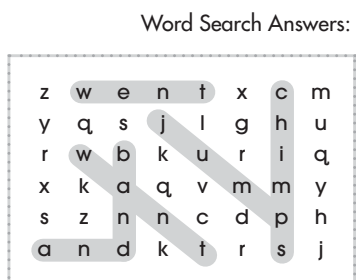 Word Search Answers:
z w e n t x c m
y q s j l g h u
r w b k u r i q
x k a q v m m y
s z n n c d p h
a n d k t r s j